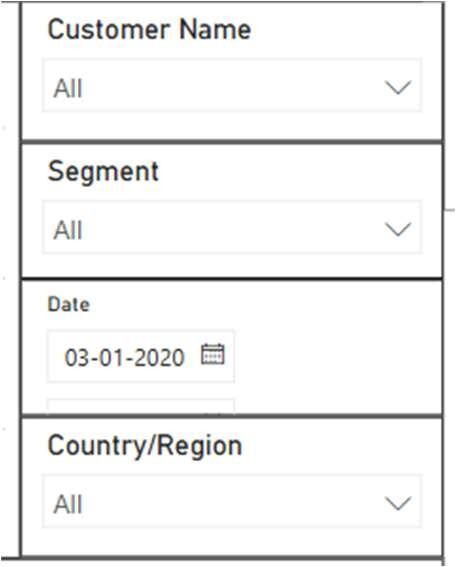 Customer Name
All
Segment
All
Date
03-01-2020
Country/Region
All